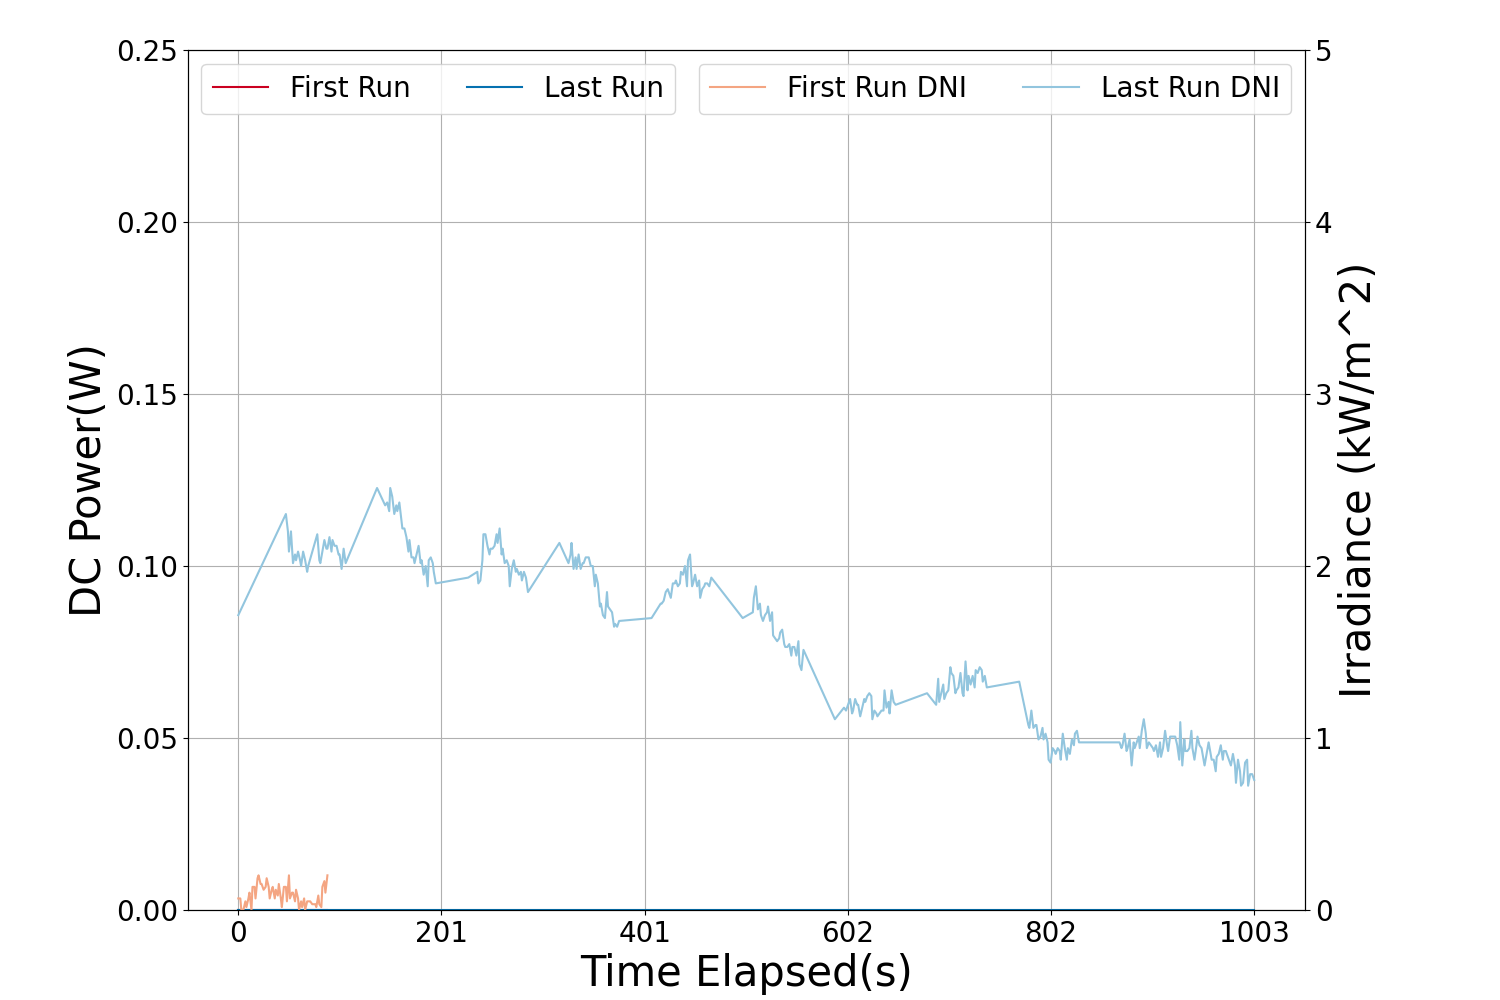 First Run
Last Run
First Run DNI
Last Run DNI
DC Power(W)
0.25
0.20
0.15
0.10
0.05
0.00
5
4
3
2
1
0
Irradiance (kW/m^2)
0
201
401
602
802
1003
Time Elapsed(s)